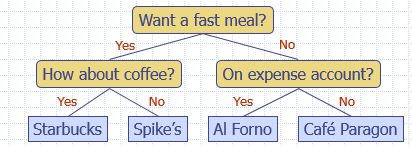 Want a fast meal?
Yes No
How about coffee? On expense account?
Yes No Yes No
Starbucks Spike's Al Forno Café Paragon